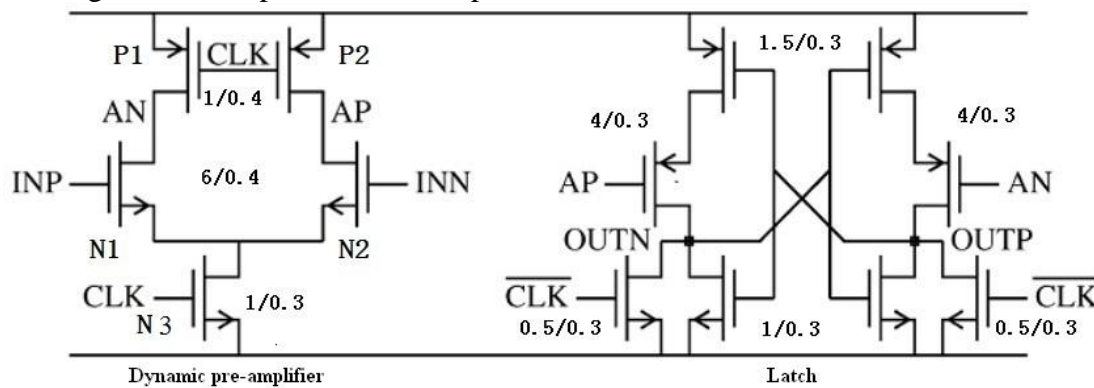 P1 CLK P2
1/0.4
AN AP
INP 6/0.4 INN
N1 N2
CLK 1/0.3
N3
Dynamic pre-amplifier
1.5/0.3
4/0.3 4/0.3
AP AN
OUTN OUTP
CLK CLK
0.5/0.3 1/0.3 0.5/0.3
Latch